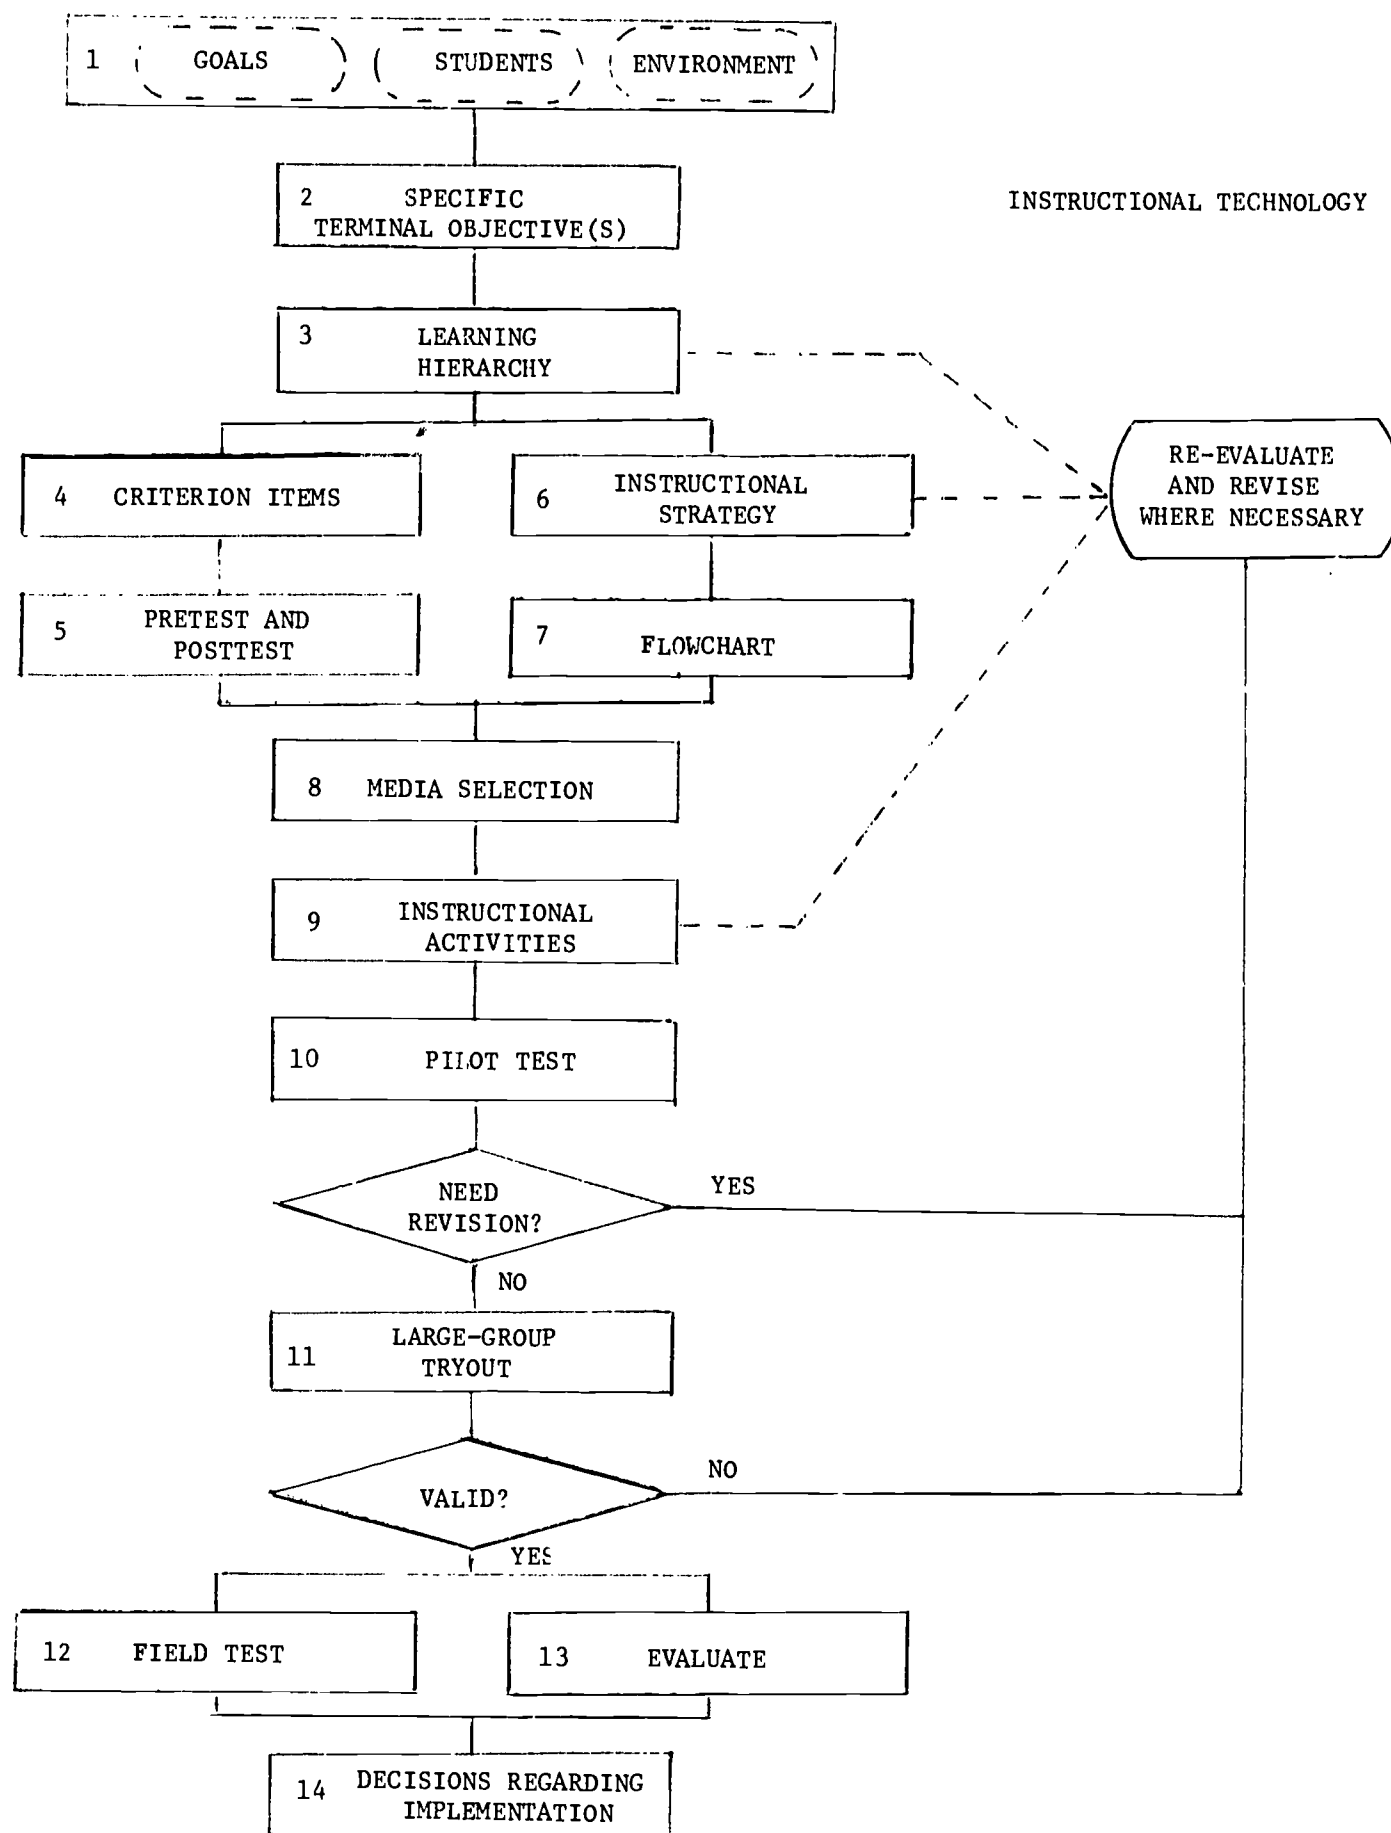 1 GOALS STUDENTS ENVIRONMENT
2 SPECIFIC
TERMINAL OBJECTIVE(S)
INSTRUCTIONAL TECHNOLOGY
3 LEARNING
HIERARCHY
4 CRITERION ITEMS
6 INSTRUCTIONAL
STRATEGY
RE-EVALUATE
AND REVISE
WHERE NECESSARY
5 PRETEST AND
POSTTEST
7 FLOWCHART
8 MEDIA SELECTION
9 INSTRUCTIONAL
ACTIVITIES
10 PILOT TEST
NEED
REVISION?
YES
NO
11 LARGE-GROUP
TRYOUT
VALID?
NO
YES
12 FIELD TEST
13 EVALUATE
14 DECISIONS REGARDING
IMPLEMENTATION